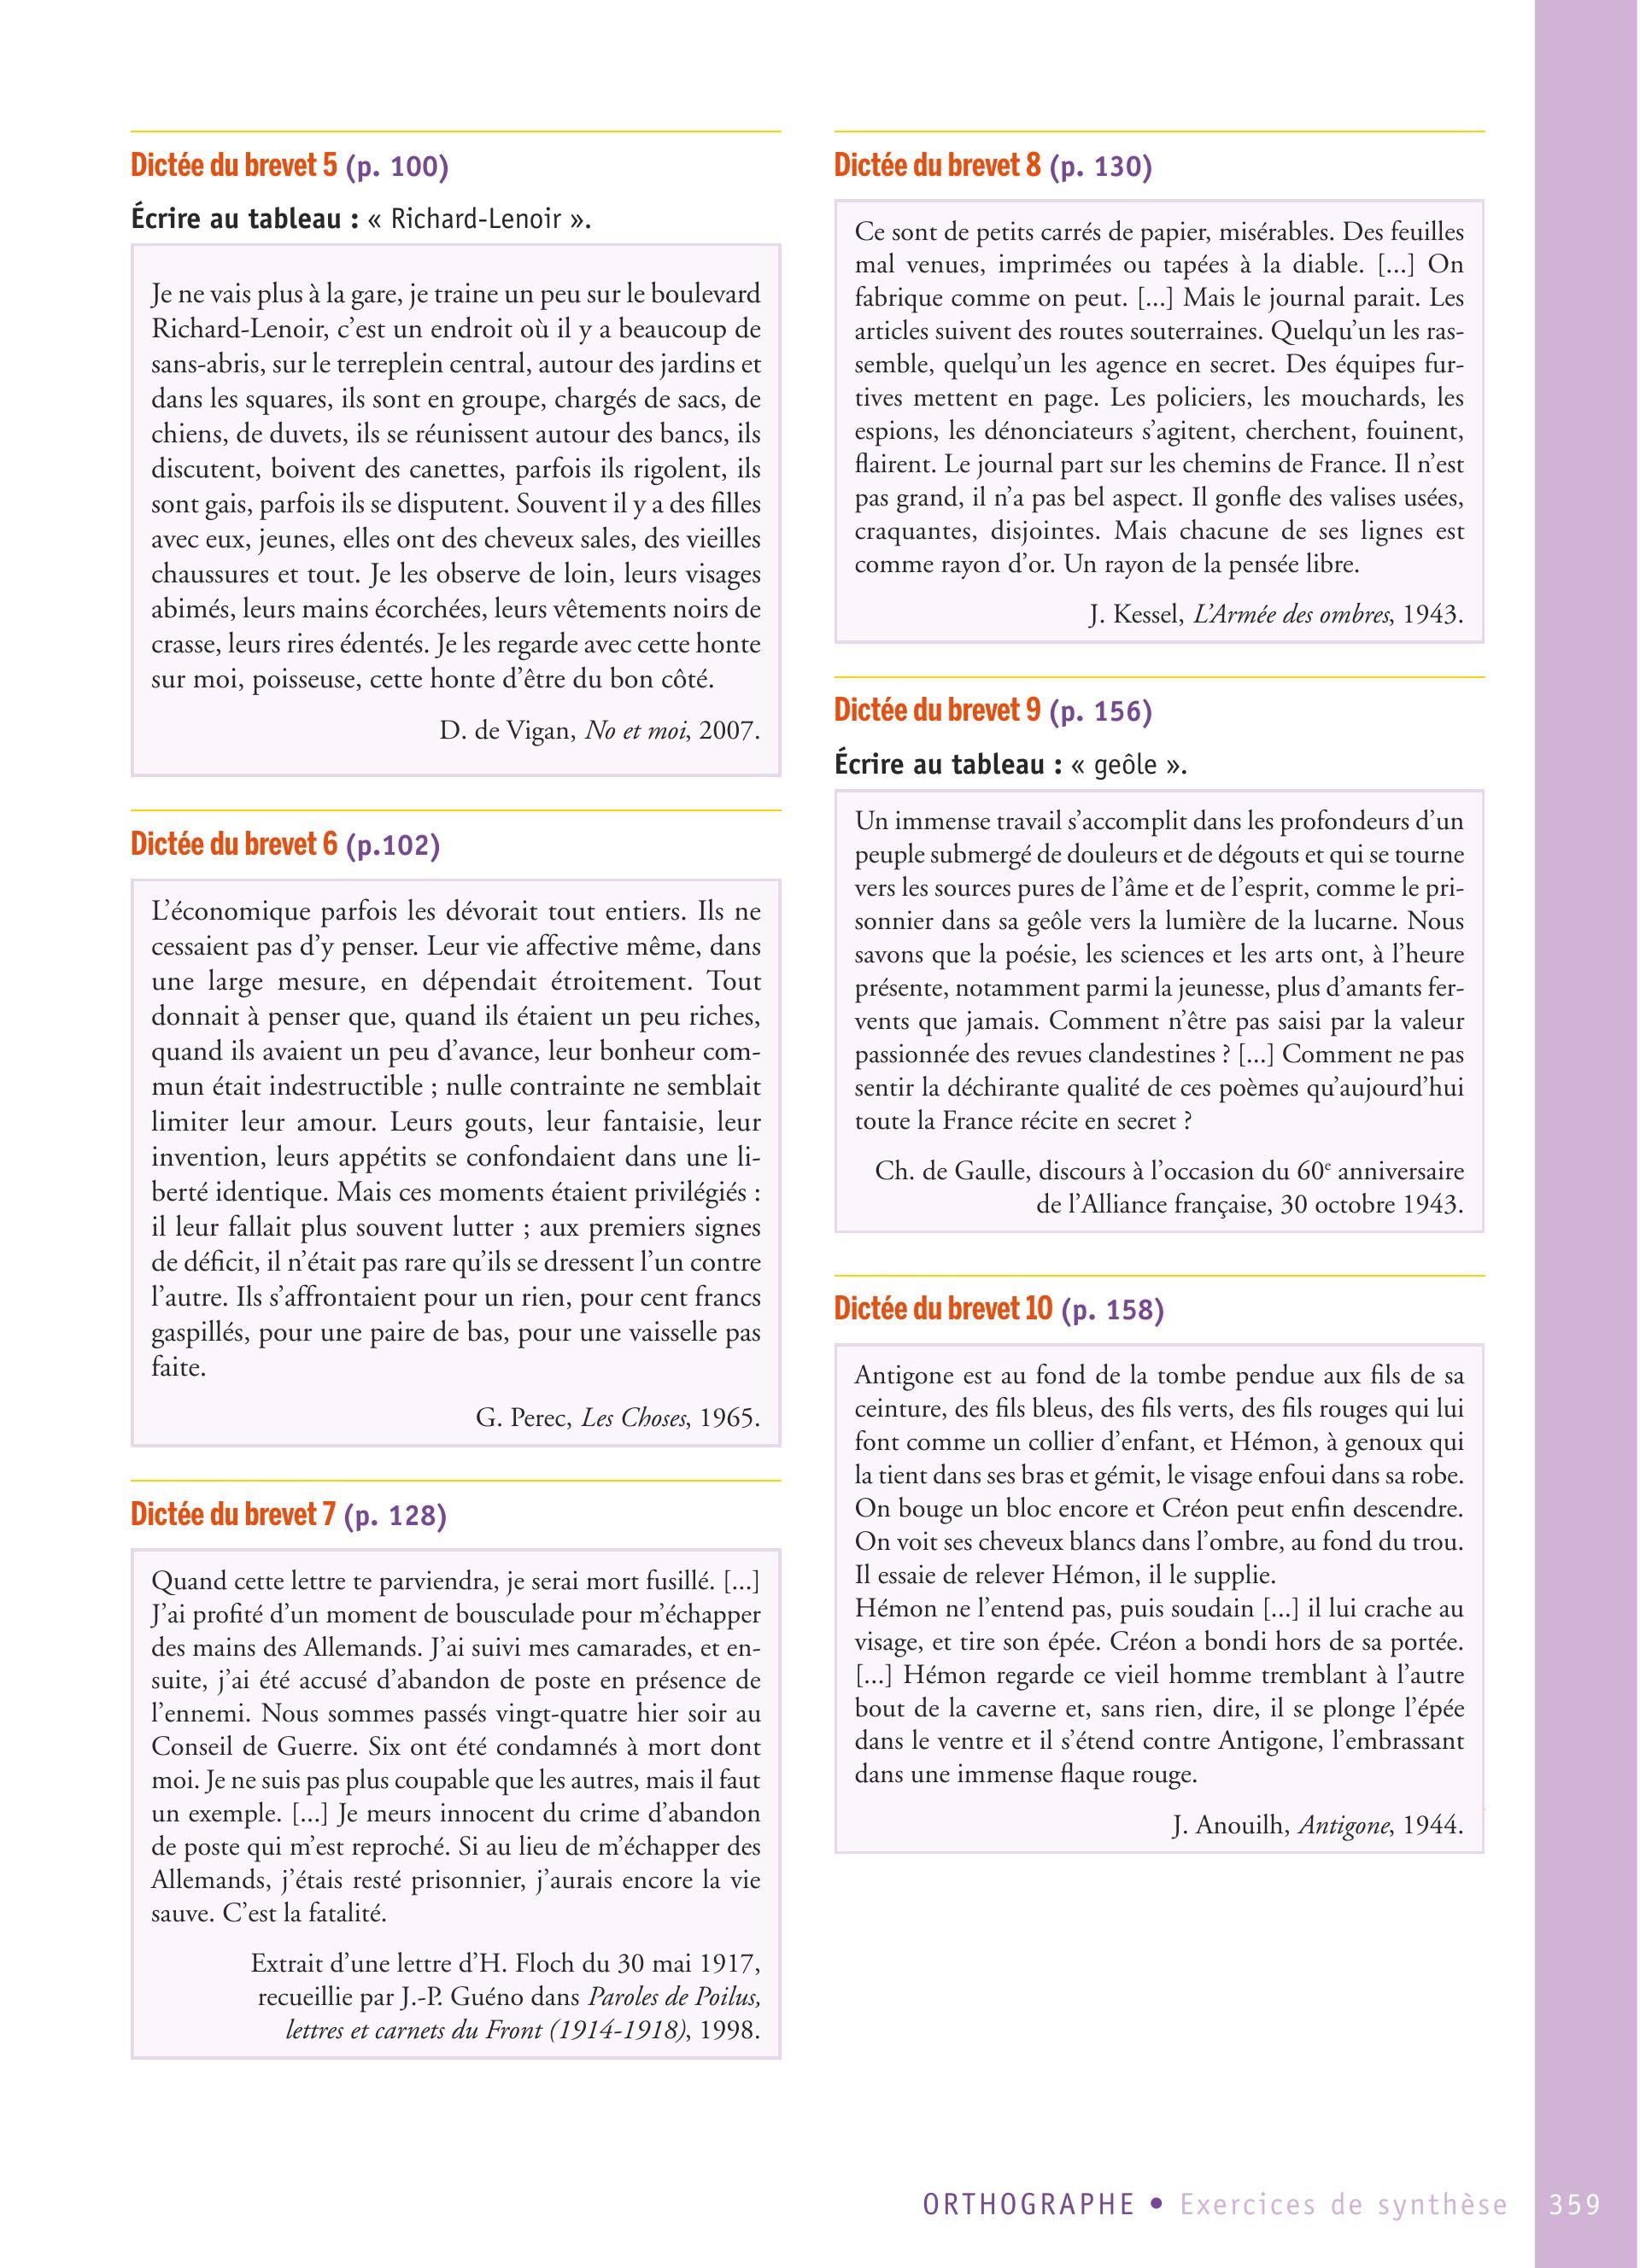 Dictée du brevet 5 (p. 100)
Écrire au tableau : « Richard-Lenoir ».
Je ne vais plus à la gare, je traine un peu sur le boulevard
Richard-Lenoir, c’est un endroit où il y a beaucoup de
sans-abris, sur le terreplein central, autour des jardins et
dans les squares, ils sont en groupe, chargés de sacs, de
chiens, de duvets, ils se réunissent autour des bancs, ils
discutent, boivent des canettes, parfois ils rigolent, ils
sont gais, parfois ils se disputent. Souvent il y a des filles
avec eux, jeunes, elles ont des cheveux sales, des vieilles
chaussures et tout. Je les observe de loin, leurs visages
abimés, leurs mains écorchées, leurs vêtements noirs de
crasse, leurs rires édentés. Je les regarde avec cette honte
sur moi, poisseuse, cette honte d’être du bon côté.
D. de Vigan, No et moi, 2007.
Dictée du brevet 6 (p.102)
L’économique parfois les dévorait tout entiers. Ils ne
cessaient pas d’y penser. Leur vie affective même, dans
une large mesure, en dépendait étroitement. Tout
donnait à penser que, quand ils étaient un peu riches,
quand ils avaient un peu d’avance, leur bonheur com-
mun était indestructible ; nulle contrainte ne semblait
limiter leur amour. Leurs gouts, leur fantaisie, leur
invention, leurs appétits se confondaient dans une li-
berté identique. Mais ces moments étaient privilégiés :
il leur fallait plus souvent lutter ; aux premiers signes
de déficit, il n’était pas rare qu’ils se dressent l’un contre
l’autre. Ils s’affrontaient pour un rien, pour cent francs
gaspillés, pour une paire de bas, pour une vaisselle pas
faite.
G. Perec, Les Choses, 1965.
Dictée du brevet 7 (p. 128)
Quand cette lettre te parviendra, je serai mort fusillé. [...]
J’ai profité d’un moment de bousculade pour m’échapper
des mains des Allemands. J’ai suivi mes camarades, et en-
suite, j’ai été accusé d’abandon de poste en présence de
l’ennemi. Nous sommes passés vingt-quatre hier soir au
Conseil de Guerre. Six ont été condamnés à mort dont
moi. Je ne suis pas plus coupable que les autres, mais il faut
un exemple. [...] Je meurs innocent du crime d’abandon
de poste qui m’est reproché. Si au lieu de m’échapper des
Allemands, j’étais resté prisonnier, j’aurais encore la vie
sauve. C’est la fatalité.
Extrait d’une lettre d’H. Floch du 30 mai 1917,
recueillie par J.-P. Guéno dans Paroles de Poilus,
lettres et carnets du Front (1914-1918), 1998.
Dictée du brevet 8 (p. 130)
Ce sont de petits carrés de papier, misérables. Des feuilles
mal venues, imprimées ou tapées à la diable. [...] On
fabrique comme on peut. [...] Mais le journal parait. Les
articles suivent des routes souterraines. Quelqu’un les ras-
semble, quelqu’un les agence en secret. Des équipes fur-
tives mettent en page. Les policiers, les mouchards, les
espions, les dénonciateurs s’agitent, cherchent, fouinent,
flairent. Le journal part sur les chemins de France. Il n’est
pas grand, il n’a pas bel aspect. Il gonfle des valises usées,
craquantes, disjointes. Mais chacune de ses lignes est
comme rayon d’or. Un rayon de la pensée libre.
J. Kessel, L’Armée des ombres, 1943.
Dictée du brevet 9 (p. 156)
Écrire au tableau : « geôle ».
Un immense travail s’accomplit dans les profondeurs d’un
peuple submergé de douleurs et de dégouts et qui se tourne
vers les sources pures de l’âme et de l’esprit, comme le pri-
sonnier dans sa geôle vers la lumière de la lucarne. Nous
savons que la poésie, les sciences et les arts ont, à l’heure
présente, notamment parmi la jeunesse, plus d’amants fer-
vents que jamais. Comment n’être pas saisi par la valeur
passionnée des revues clandestines ? [...] Comment ne pas
sentir la déchirante qualité de ces poèmes qu’aujourd’hui
toute la France récite en secret ?
Ch. de Gaulle, discours à l’occasion du 60e anniversaire
de l’Alliance française, 30 octobre 1943.
Dictée du brevet 10 (p. 158)
Antigone est au fond de la tombe pendue aux fils de sa
ceinture, des fils bleus, des fils verts, des fils rouges qui lui
font comme un collier d’enfant, et Hémon, à genoux qui
la tient dans ses bras et gémit, le visage enfoui dans sa robe.
On bouge un bloc encore et Créon peut enfin descendre.
On voit ses cheveux blancs dans l’ombre, au fond du trou.
Il essaie de relever Hémon, il le supplie.
Hémon ne l’entend pas, puis soudain [...] il lui crache au
visage, et tire son épée. Créon a bondi hors de sa portée.
[...] Hémon regarde ce vieil homme tremblant à l’autre
bout de la caverne et, sans rien, dire, il se plonge l’épée
dans le ventre et il s’étend contre Antigone, l’embrassant
dans une immense flaque rouge.
J. Anouilh, Antigone, 1944.
ORTHOGRAPHE • Exercices de synthèse 359